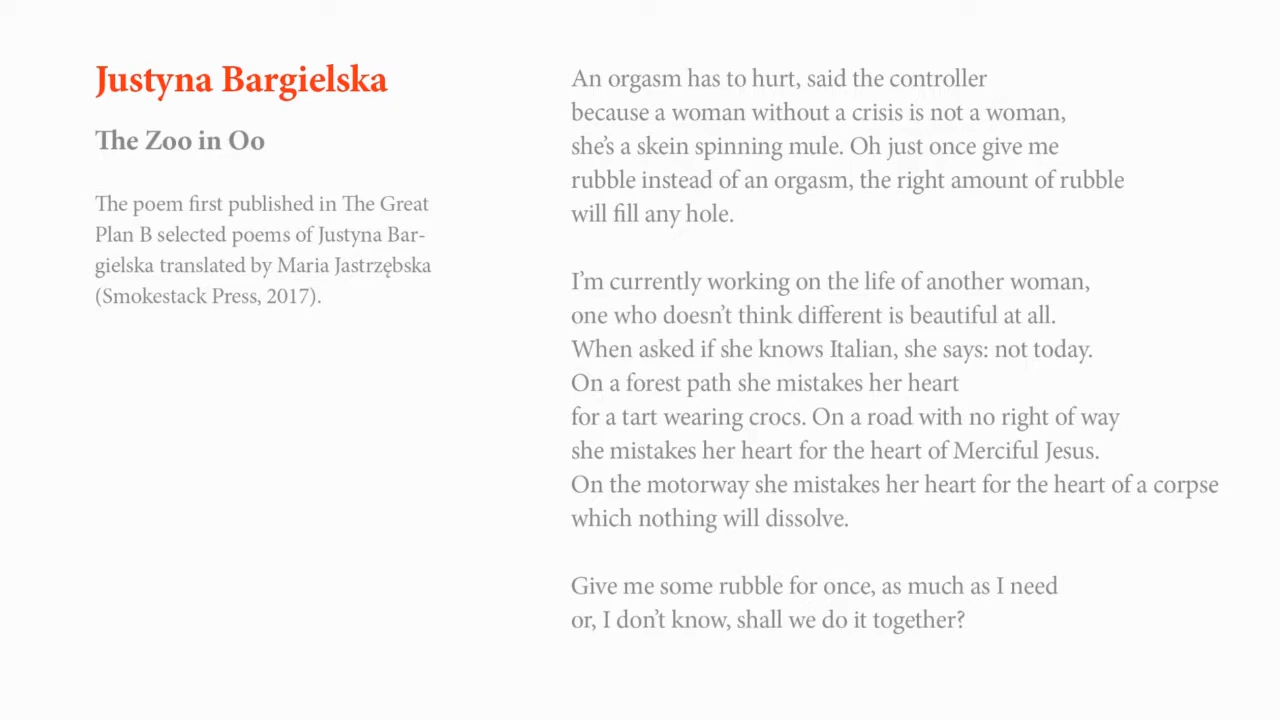 Justyna Bargielska
The Zoo in Oo
The poem first published in The Great
Plan B selected poems of Justyna Bar-
gielska translated by Maria Jastrzębska
(Smokestack Press, 2017).
An orgasm has to hurt, said the controller
because a woman without a crisis is not a woman,
she’s a skein spinning mule. Oh just once give me
rubble instead of an orgasm, the right amount of rubble
will fill any hole.
I’m currently working on the life of another woman,
one who doesn’t think different is beautiful at all.
When asked if she knows Italian, she says: not today.
On a forest path she mistakes her heart
for a tart wearing crocs. On a road with no right of way
she mistakes her heart for the heart of Merciful Jesus.
On the motorway she mistakes her heart for the heart of a corpse
which nothing will dissolve.
Give me some rubble for once, as much as I need
or, I don’t know, shall we do it together?